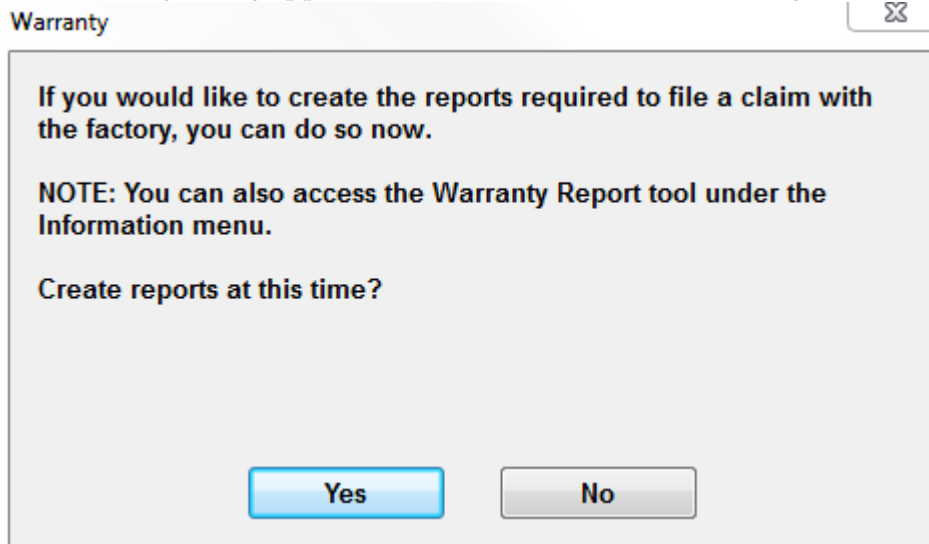 Warranty
If you would like to create the reports required to file a claim with
the factory, you can do so now.
NOTE: You can also access the Warranty Report tool under the
Information menu.
Create reports at this time?
Yes
No